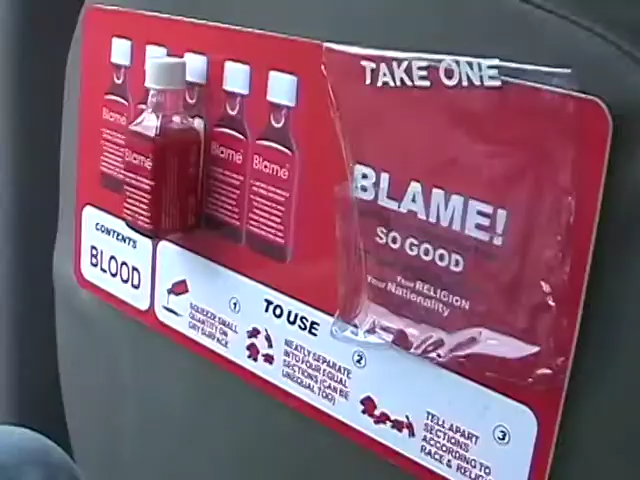 TAKE ONE
Blame
Blame
Blame
Blame
BLAME!
SO GOOD
Your RELIGION
Your Nationality
CONTENTS
BLOOD
TO USE
1
SQUEEZE SMALL
QUANTITY ON
DRY SURFACE
2
NEATLY SEPARATE
INTO FOUR EQUAL
SECTIONS (CAN BE
UNEQUAL TOO)
3
TELL APART
SECTIONS
ACCORDING TO
RACE & RELIGI